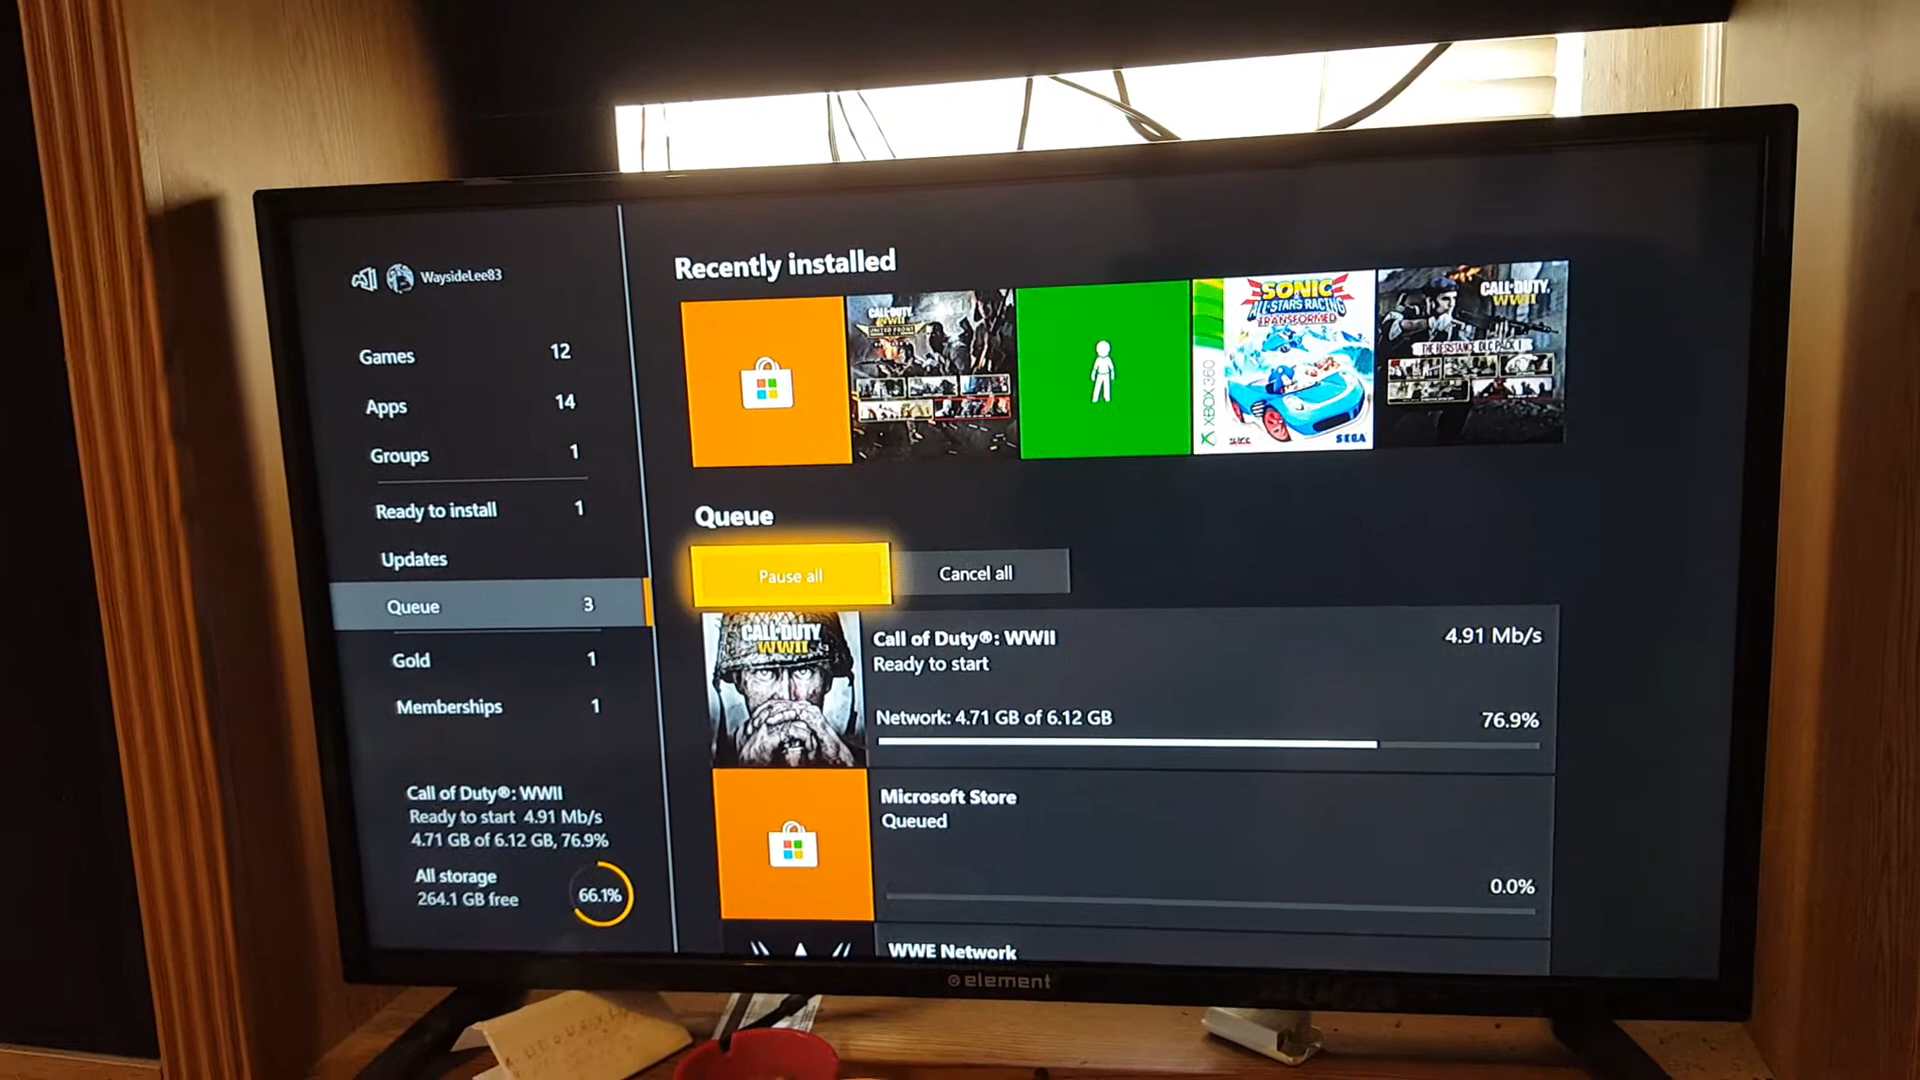 WaysideLee83
Games 12
Apps 14
Groups 1
Ready to install 1
Updates
Queue 3
Gold 1
Memberships 1
Call of Duty®: WWII
Ready to start 4.91 Mb/s
4.71 GB of 6.12 GB, 76.9%
All storage
264.1 GB free
66.1%
Recently installed
CALL·DUTY
WWII
UNITED FRONT
XBOX 360
SONIC
ALL-STARS RACING
TRANSFORMED
SEGA
CALL·DUTY
WWII
THE RESISTANCE DLC PACK 1
Queue
Pause all
Cancel all
CALL·DUTY
WWII
Call of Duty®: WWII
4.91 Mb/s
Ready to start
Network: 4.71 GB of 6.12 GB
76.9%
Microsoft Store
Queued
0.0%
WWE Network
element